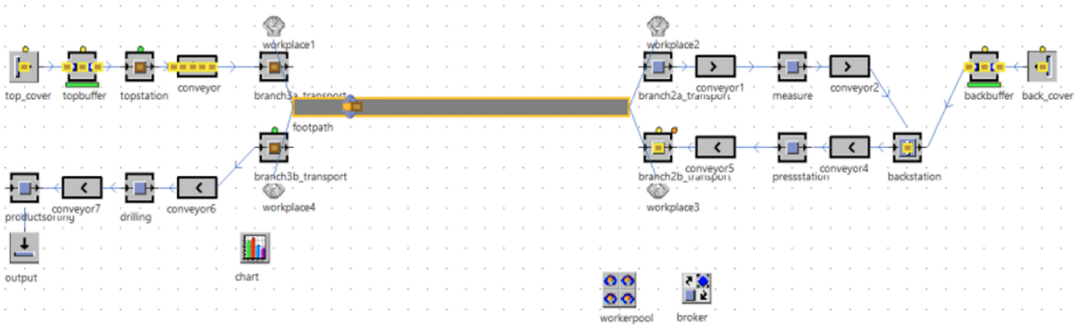 workplace1
workplace2
top_cover
topbuffer
topstation
conveyor
branch3a_transport
branch2a_transport
conveyor1
measure
conveyor2
backbuffer
back_cover
footpath
branch3b_transport
branch2b_transport
conveyor5
pressstation
conveyor4
backstation
workplace4
workplace3
productsorting
conveyor7
drilling
conveyor6
output
chart
workerpool
broker